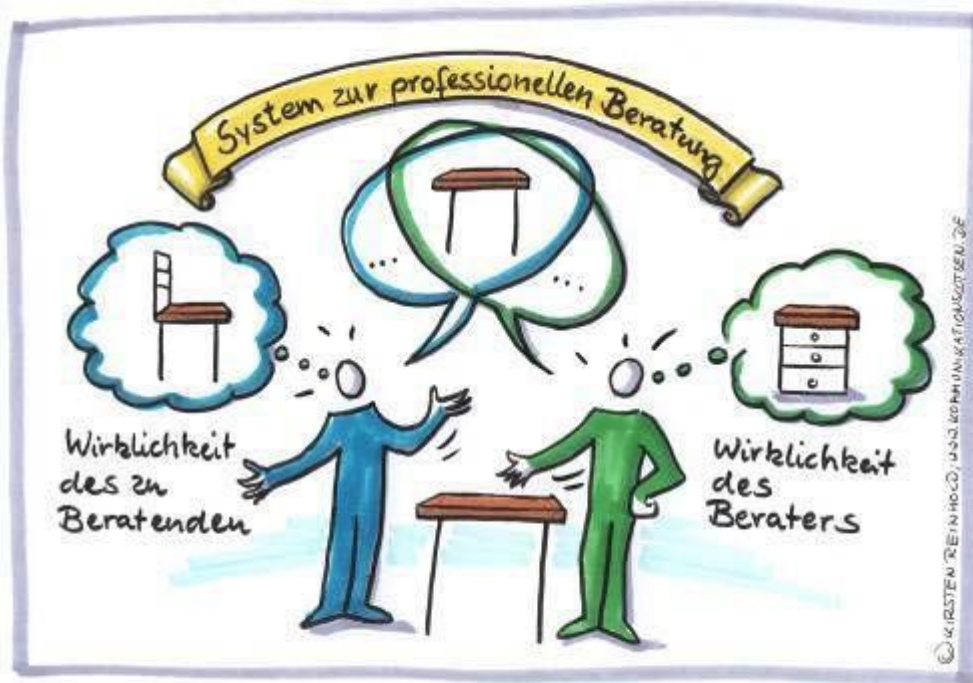 System zur professionellen Beratung
...
...
Wirklichkeit
des zu
Beratenden
Wirklichkeit
des
Beraters
© KIRSTEN REINHOLD, WWW.KOMMUNIKATIONSLOTSEN.DE